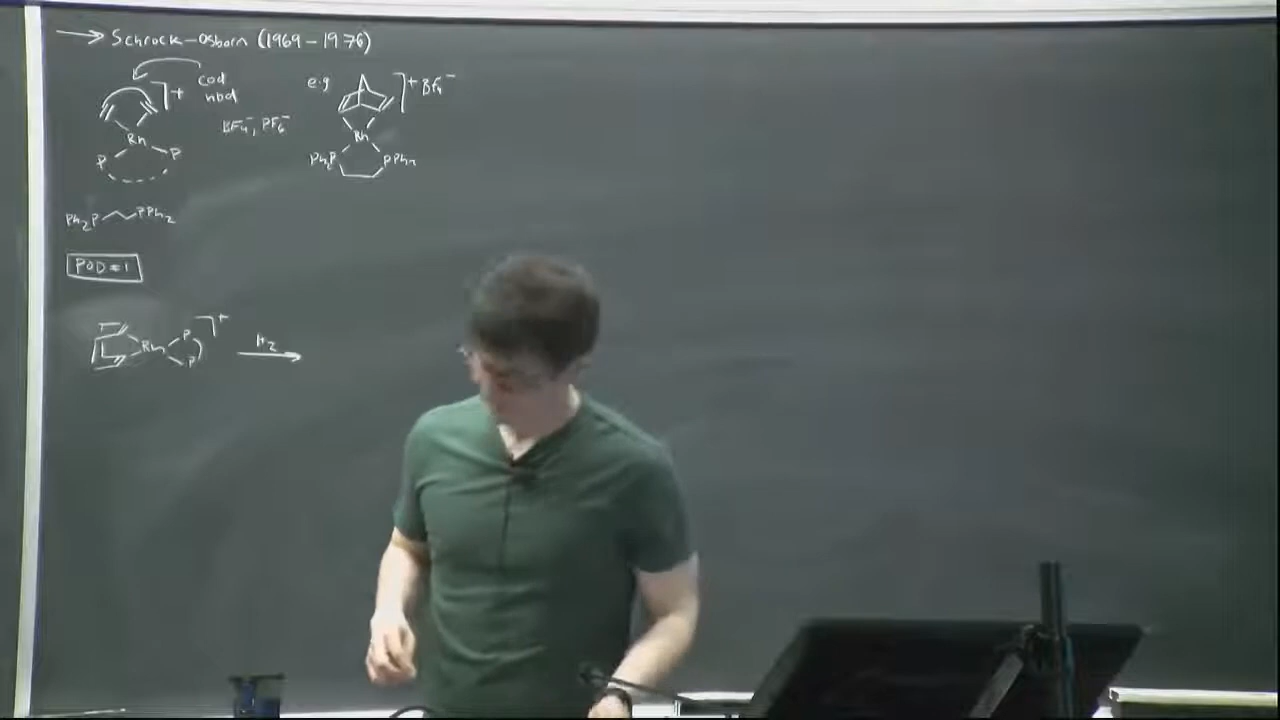 → Schrock-Osborn (1969-1976)
cod
nbd
]+
BF4-, PF6-
Rh
P P
e.g
]+ BF4-
Rh
Ph2P PPh2
Ph2P PPh2
POD = 1
Rh P P ]+
H2